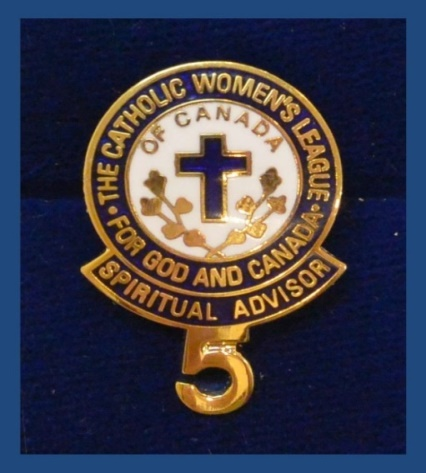 THE CATHOLIC WOMEN'S LEAGUE
OF CANADA
FOR GOD AND CANADA
SPIRITUAL ADVISOR
5